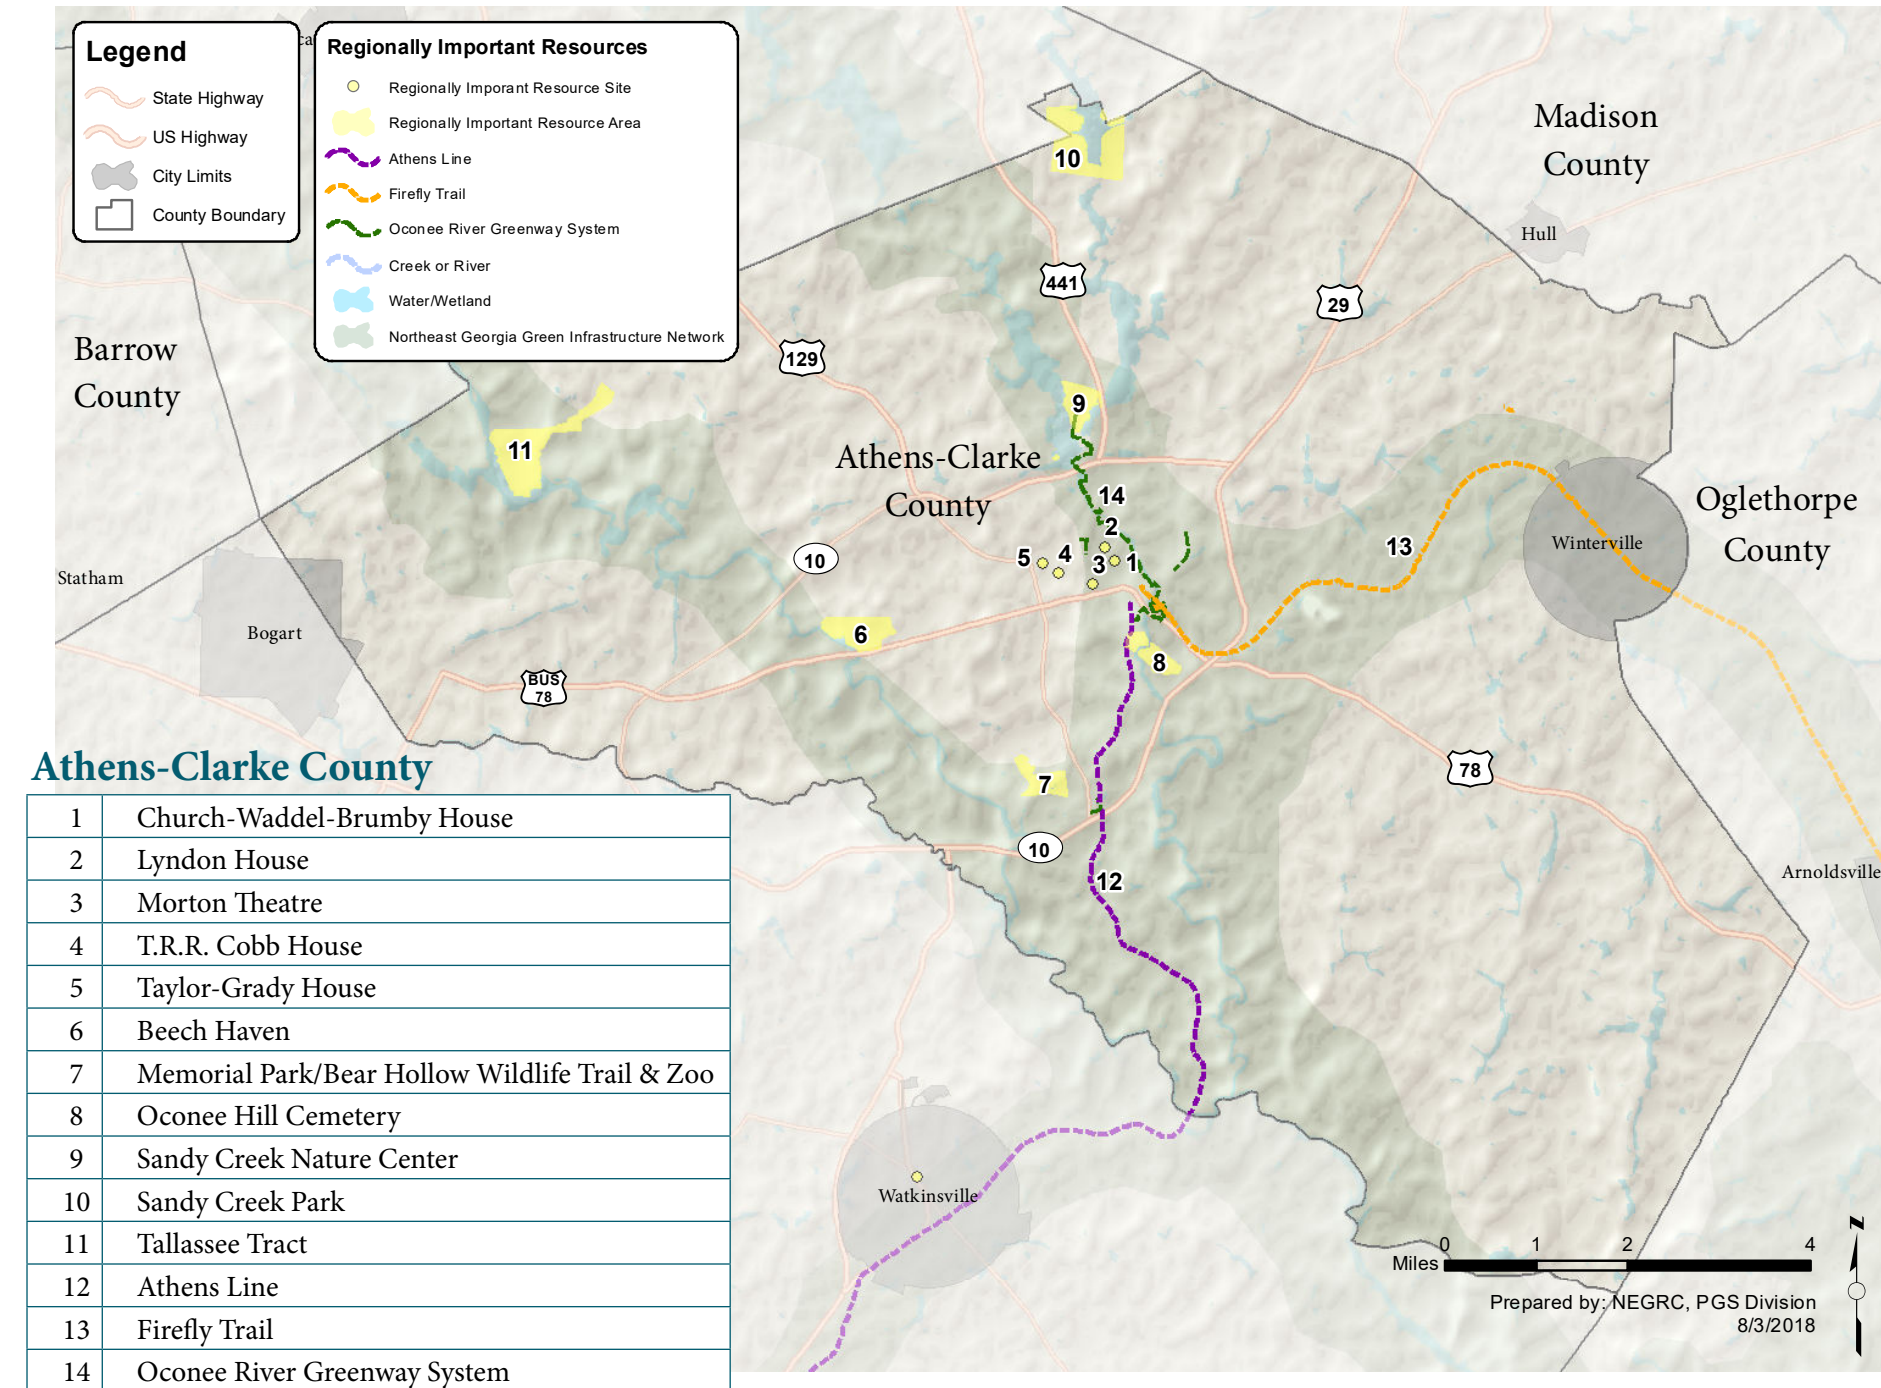 Legend
State Highway
US Highway
City Limits
County Boundary
Regionally Important Resources
Regionally Imporant Resource Site
Regionally Important Resource Area
Athens Line
Firefly Trail
Oconee River Greenway System
Creek or River
Water/Wetland
Northeast Georgia Green Infrastructure Network
Madison
County
10
Hull
441
29
Barrow
County
129
9
11
Athens-Clarke
County
14
Oglethorpe
County
2
13
Winterville
10
5
4
3
1
Statham
Bogart
6
8
BUS
78
78
7
10
12
Arnoldsville
Watkinsville
Athens-Clarke County
1 Church-Waddel-Brumby House
2 Lyndon House
3 Morton Theatre
4 T.R.R. Cobb House
5 Taylor-Grady House
6 Beech Haven
7 Memorial Park/Bear Hollow Wildlife Trail & Zoo
8 Oconee Hill Cemetery
9 Sandy Creek Nature Center
10 Sandy Creek Park
11 Tallassee Tract
12 Athens Line
13 Firefly Trail
14 Oconee River Greenway System
0 1 2 4
Miles
Prepared by: NEGRC, PGS Division
8/3/2018
N